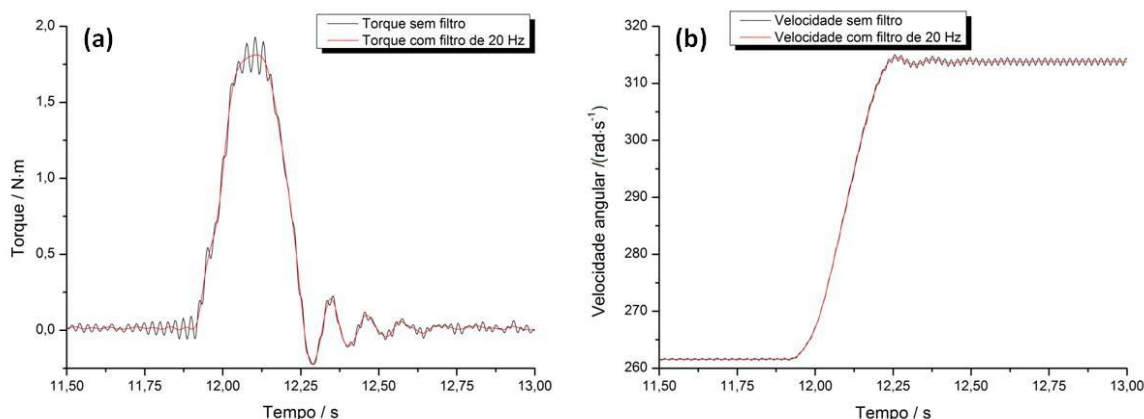 (a)
Torque sem filtro
Torque com filtro de 20 Hz
2,0
1,5
1,0
0,5
0,0
Torque / N·m
11,50 11,75 12,00 12,25 12,50 12,75 13,00
Tempo / s
(b)
Velocidade sem filtro
Velocidade com filtro de 20 Hz
320
310
300
290
280
270
260
Velocidade angular /(rad·s⁻¹)
11,50 11,75 12,00 12,25 12,50 12,75 13,00
Tempo / s